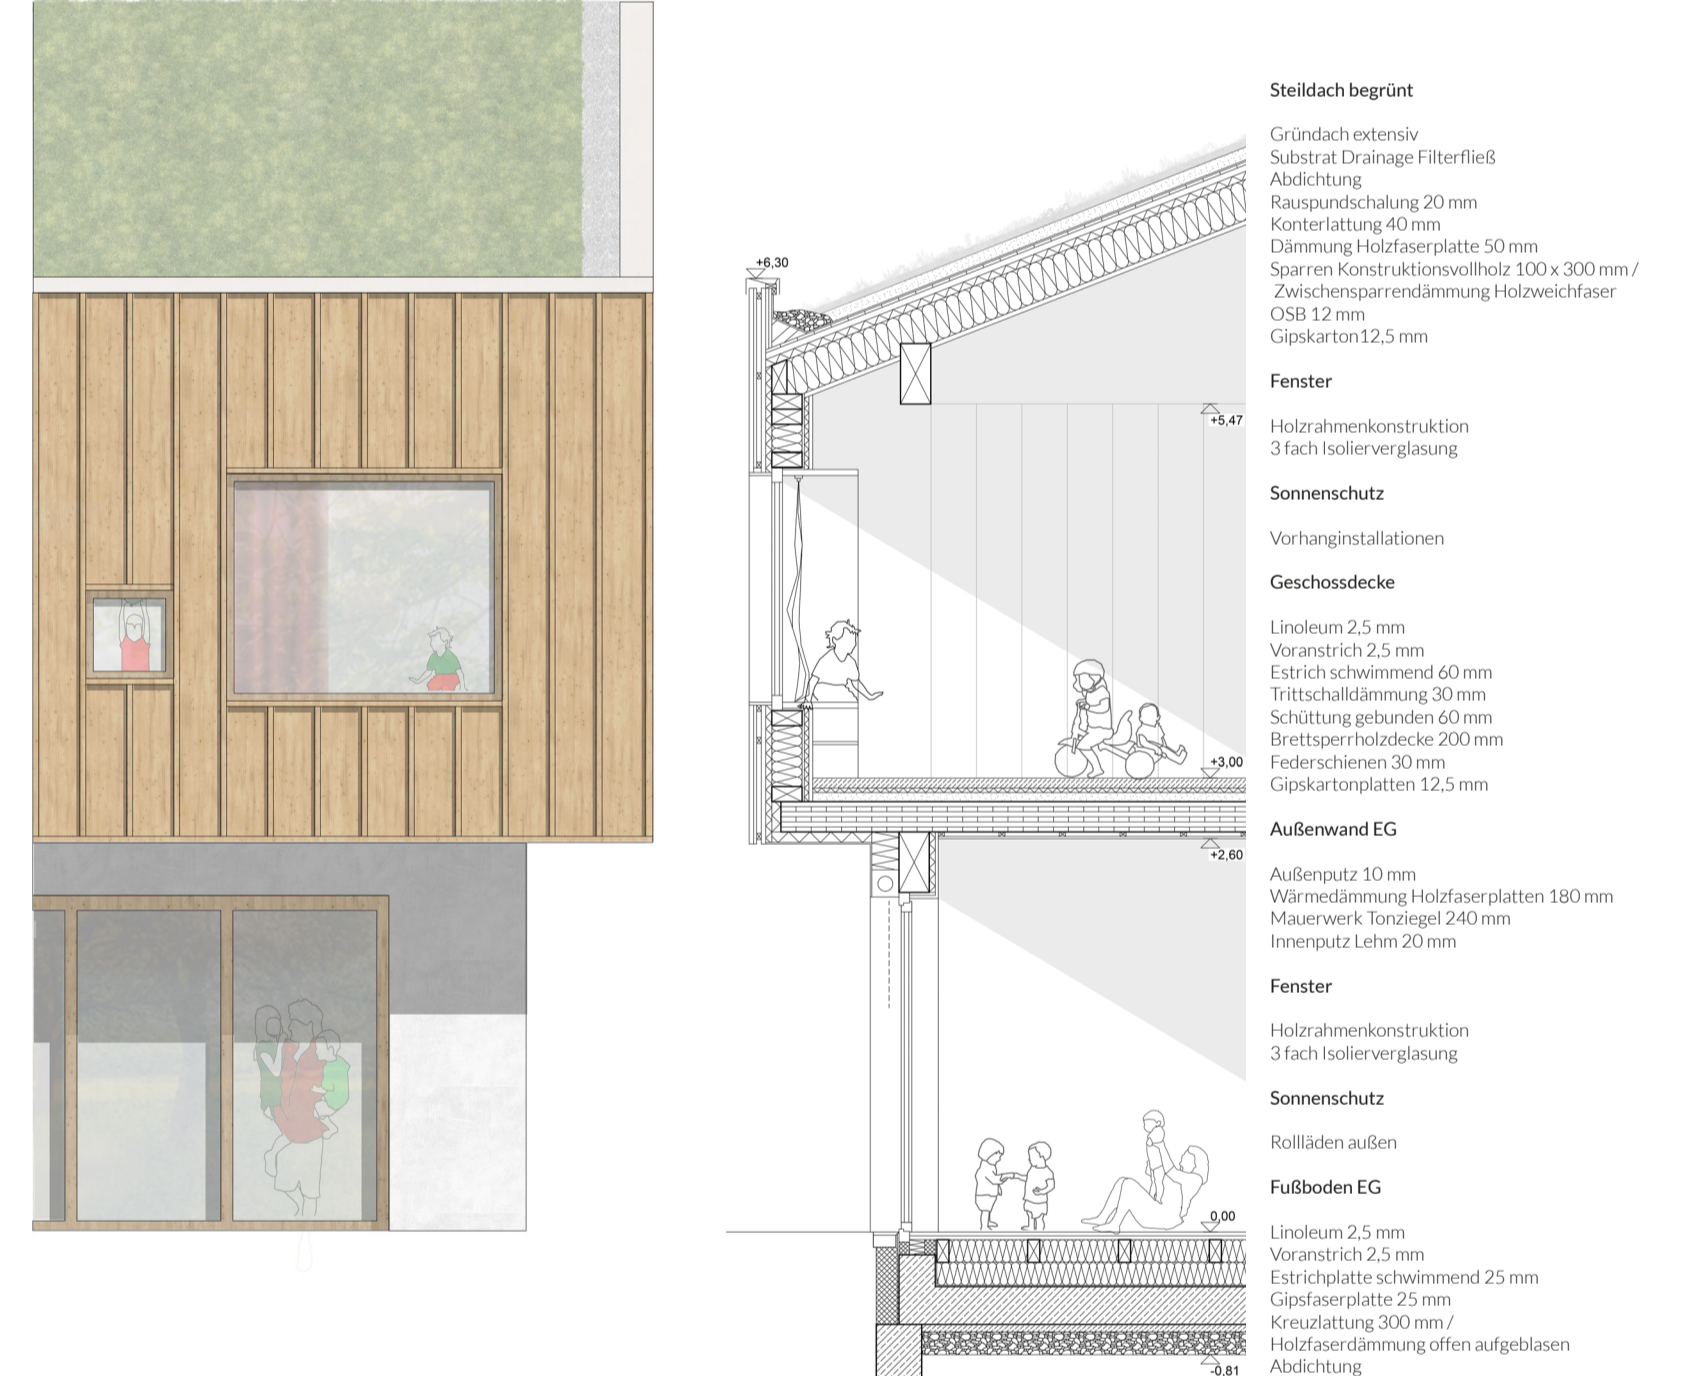 +6,30
+5,47
+3,00
+2,60
0,00
-0,81
Steildach begrünt
Gründach extensiv
Substrat Drainage Filterfließ
Abdichtung
Rauspundschalung 20 mm
Konterlattung 40 mm
Dämmung Holzfaserplatte 50 mm
Sparren Konstruktionsvollholz 100 x 300 mm /
Zwischensparrendämmung Holzweichfaser
OSB 12 mm
Gipskarton12,5 mm
Fenster
Holzrahmenkonstruktion
3 fach Isolierverglasung
Sonnenschutz
Vorhanginstallationen
Geschossdecke
Linoleum 2,5 mm
Voranstrich 2,5 mm
Estrich schwimmend 60 mm
Trittschalldämmung 30 mm
Schüttung gebunden 60 mm
Brettsperrholzdecke 200 mm
Federschienen 30 mm
Gipskartonplatten 12,5 mm
Außenwand EG
Außenputz 10 mm
Wärmedämmung Holzfaserplatten 180 mm
Mauerwerk Tonziegel 240 mm
Innenputz Lehm 20 mm
Fenster
Holzrahmenkonstruktion
3 fach Isolierverglasung
Sonnenschutz
Rollläden außen
Fußboden EG
Linoleum 2,5 mm
Voranstrich 2,5 mm
Estrichplatte schwimmend 25 mm
Gipsfaserplatte 25 mm
Kreuzlattung 300 mm /
Holzfaserdämmung offen aufgeblasen
Abdichtung